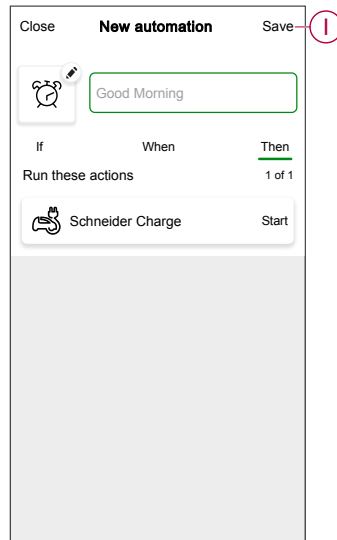 Close New automation Save I
Good Morning
If When Then
Run these actions 1 of 1
Schneider Charge Start